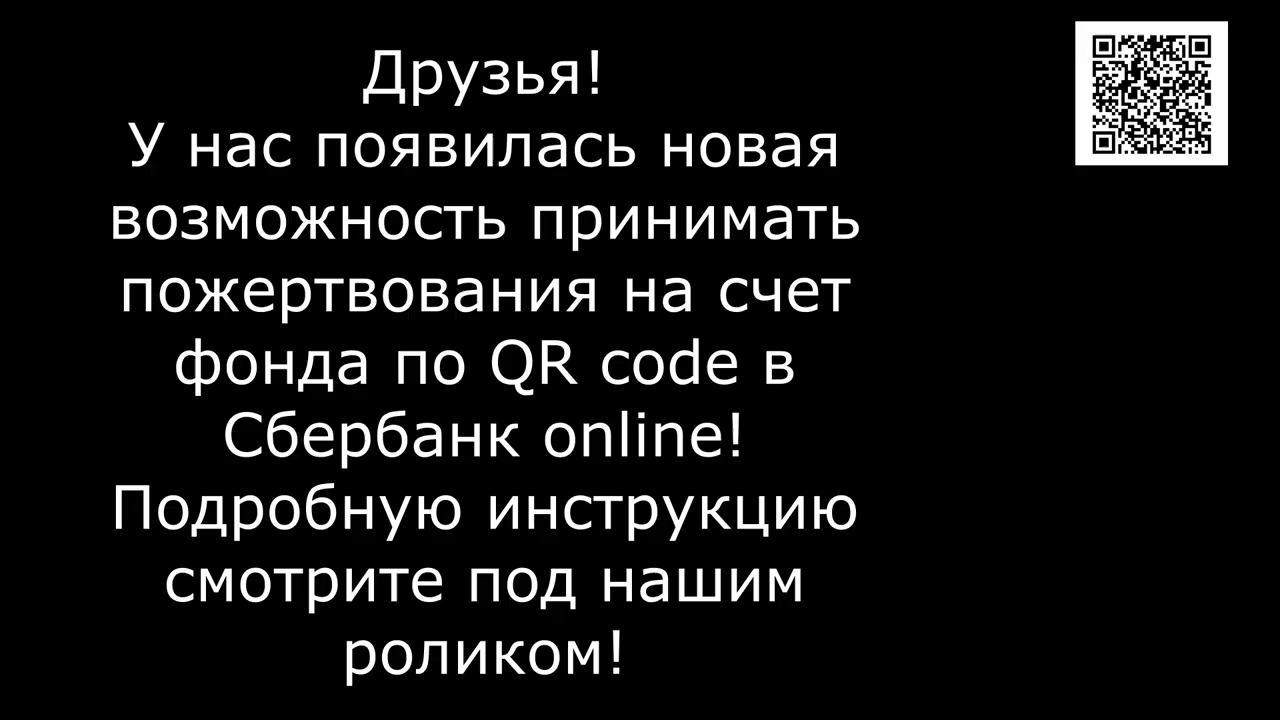 Друзья!
У нас появилась новая
возможность принимать
пожертвования на счет
фонда по QR code в
Сбербанк online!
Подробную инструкцию
смотрите под нашим
роликом!